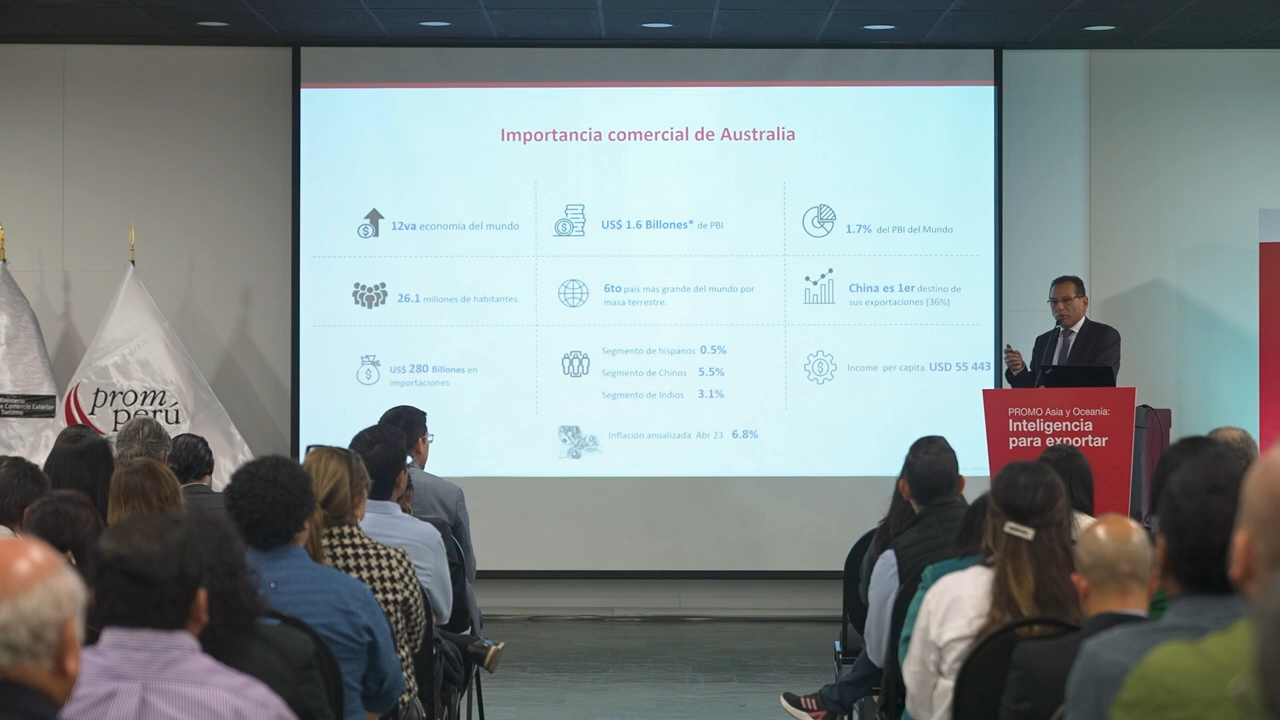 Importancia comercial de Australia
12va economía del mundo
US$ 1.6 Billones* de PBI
1.7% del PBI del Mundo
26.1 millones de habitantes.
6to país más grande del mundo por
masa terrestre.
China es 1er destino de
sus exportaciones (36%)
US$ 280 Billones en
importaciones
Segmento de hispanos 0.5%
Segmento de Chinos 5.5%
Segmento de Indios 3.1%
Income per capita. USD 55 443
Inflación anualizada Abr 23 6.8%
prom
perú
Comercio Exterior
Turismo
PROMO Asia y Oceanía:
Inteligencia
para exportar